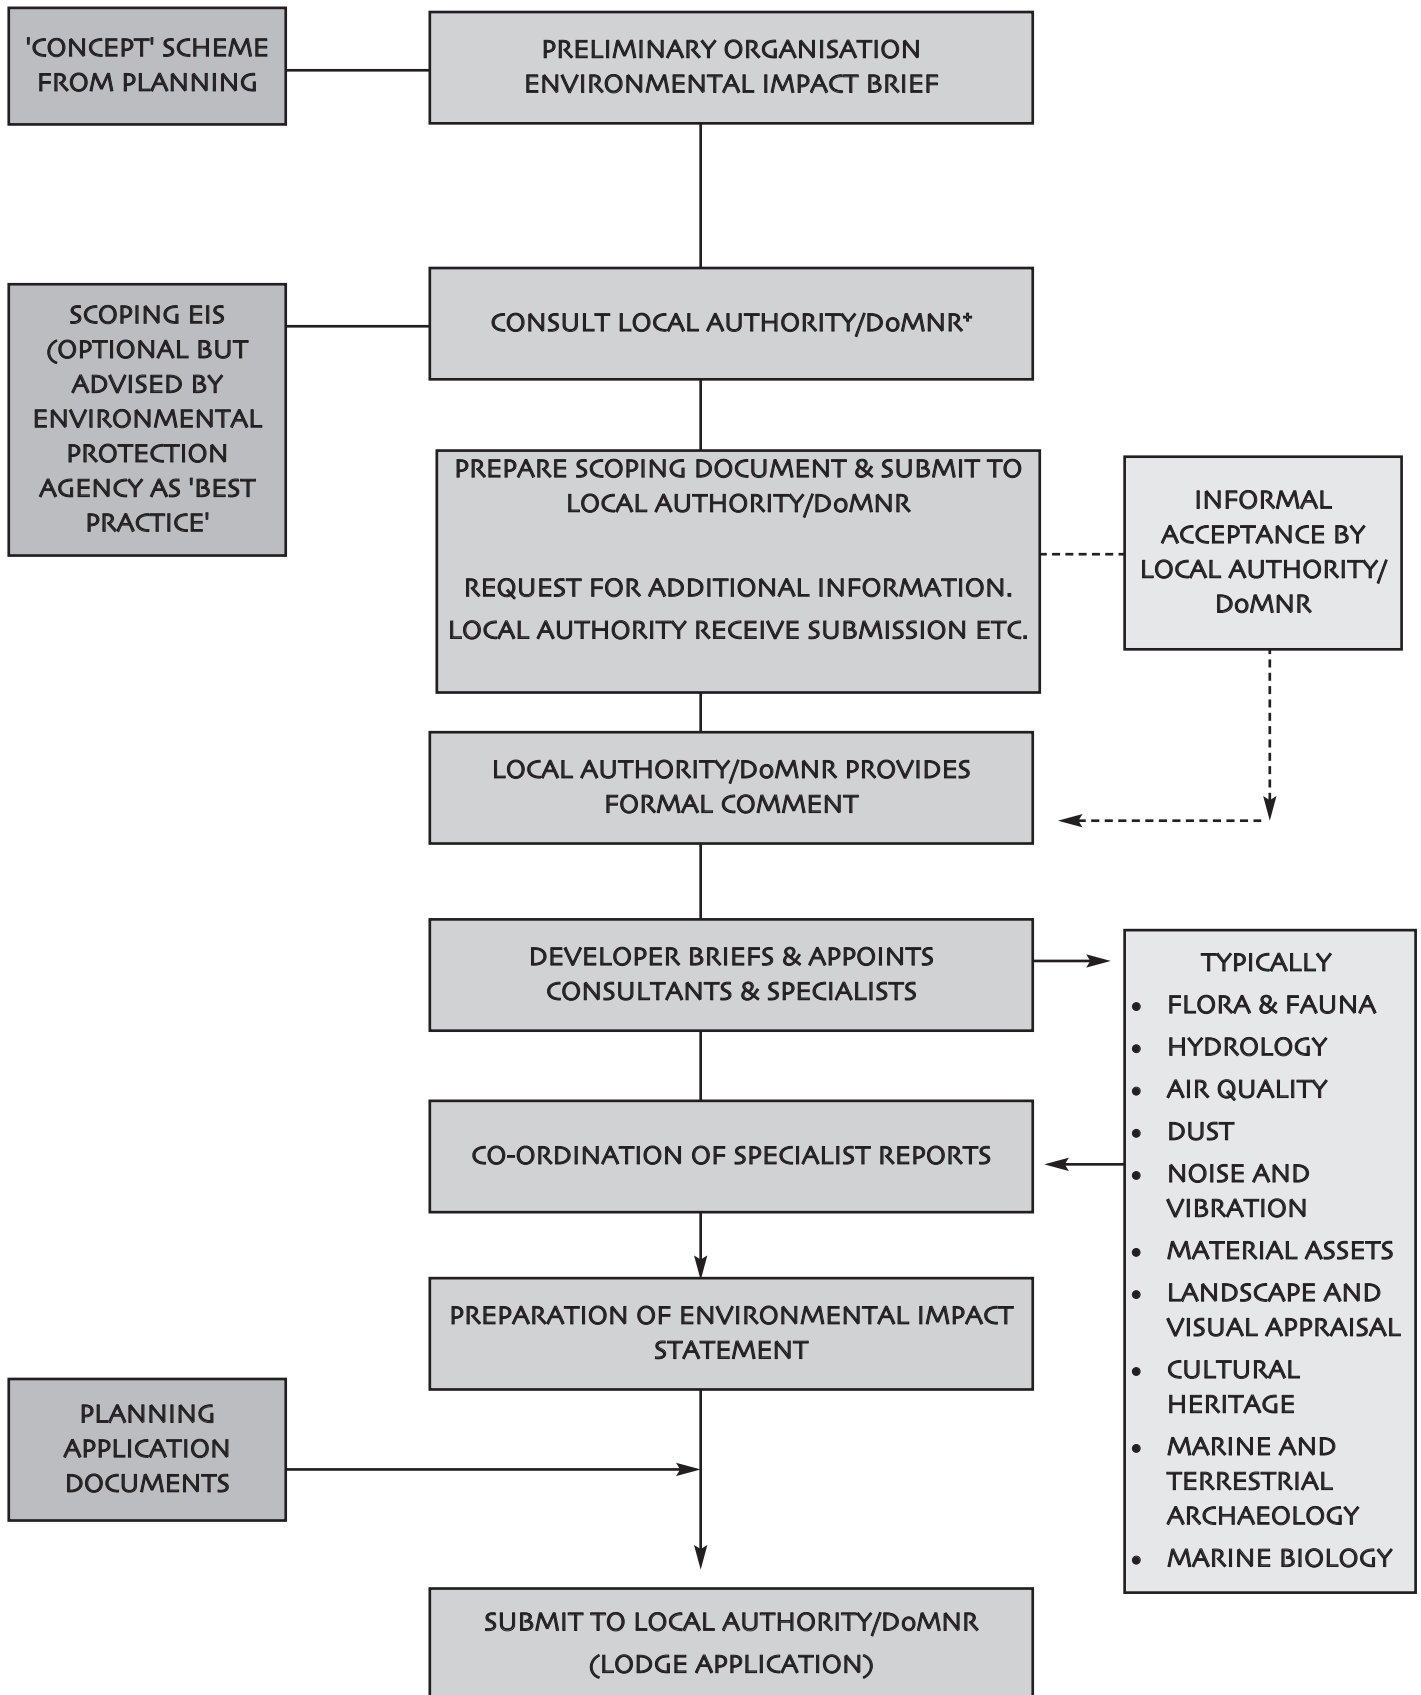 'CONCEPT' SCHEME
FROM PLANNING
PRELIMINARY ORGANISATION
ENVIRONMENTAL IMPACT BRIEF
SCOPING EIS
(OPTIONAL BUT
ADVISED BY
ENVIRONMENTAL
PROTECTION
AGENCY AS 'BEST
PRACTICE'
CONSULT LOCAL AUTHORITY/DoMNR+
PREPARE SCOPING DOCUMENT & SUBMIT TO
LOCAL AUTHORITY/DoMNR
REQUEST FOR ADDITIONAL INFORMATION.
LOCAL AUTHORITY RECEIVE SUBMISSION ETC.
INFORMAL
ACCEPTANCE BY
LOCAL AUTHORITY/
DoMNR
LOCAL AUTHORITY/DoMNR PROVIDES
FORMAL COMMENT
DEVELOPER BRIEFS & APPOINTS
CONSULTANTS & SPECIALISTS
TYPICALLY
• FLORA & FAUNA
• HYDROLOGY
• AIR QUALITY
• DUST
• NOISE AND
VIBRATION
• MATERIAL ASSETS
• LANDSCAPE AND
VISUAL APPRAISAL
• CULTURAL
HERITAGE
• MARINE AND
TERRESTRIAL
ARCHAEOLOGY
• MARINE BIOLOGY
CO-ORDINATION OF SPECIALIST REPORTS
PREPARATION OF ENVIRONMENTAL IMPACT
STATEMENT
PLANNING
APPLICATION
DOCUMENTS
SUBMIT TO LOCAL AUTHORITY/DoMNR
(LODGE APPLICATION)